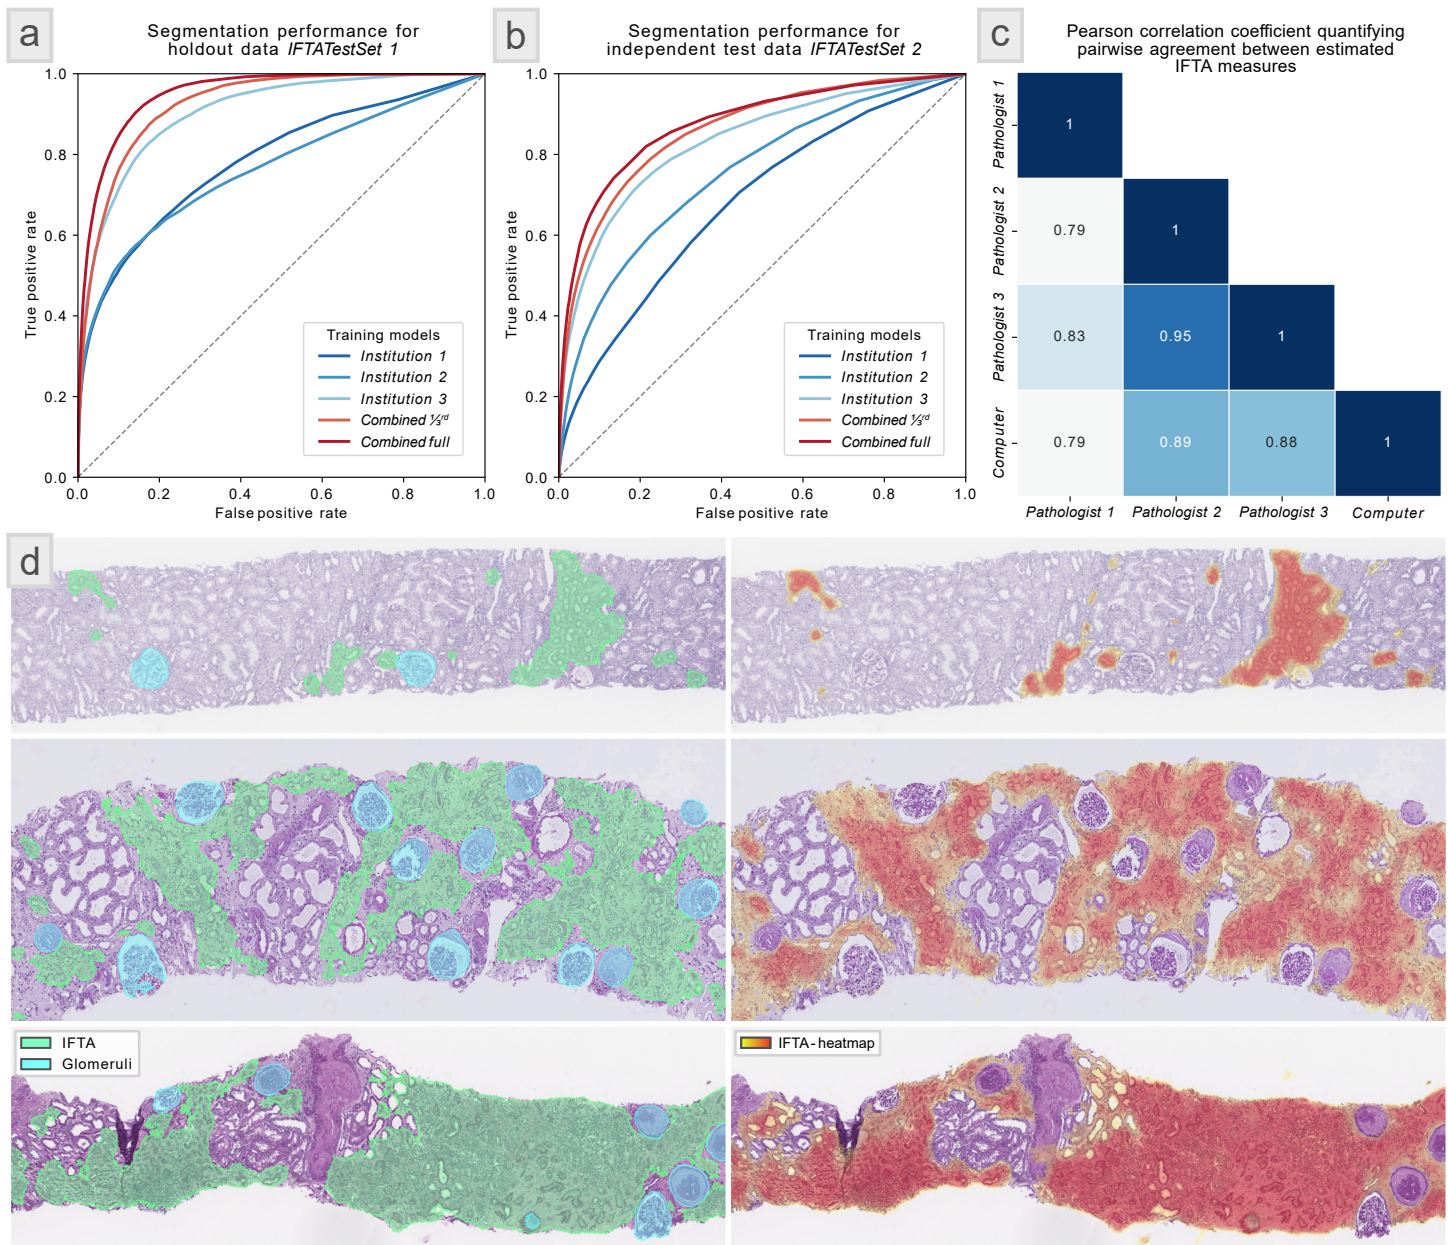 a
Segmentation performance for
holdout data IFTATestSet 1
1.0
0.8
0.6
0.4
0.2
0.0
True positive rate
0.0 0.2 0.4 0.6 0.8 1.0
False positive rate
Training models
Institution 1
Institution 2
Institution 3
Combined ⅓rd
Combined full
b
Segmentation performance for
independent test data IFTATestSet 2
1.0
0.8
0.6
0.4
0.2
0.0
True positive rate
0.0 0.2 0.4 0.6 0.8 1.0
False positive rate
Training models
Institution 1
Institution 2
Institution 3
Combined ⅓rd
Combined full
c
Pearson correlation coefficient quantifying
pairwise agreement between estimated
IFTA measures
Pathologist 1
1
Pathologist 2
0.79 1
Pathologist 3
0.83 0.95 1
Computer
0.79 0.89 0.88 1
Pathologist 1 Pathologist 2 Pathologist 3 Computer
d
IFTA
Glomeruli
IFTA-heatmap